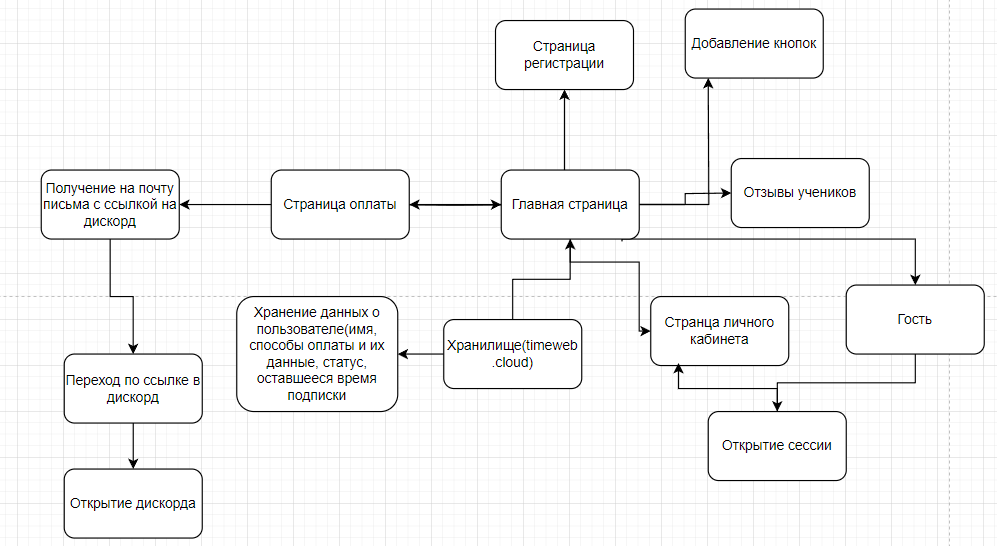 Страница
регистрации
Добавление кнопок
Получение на почту
письма с ссылкой на
дискорд
Страница оплаты
Главная страница
Отзывы учеников
Хранение данных о
пользователе(имя,
способы оплаты и их
данные, статус,
оставшееся время
подписки
Хранилище(timeweb
.cloud)
Странца личного
кабинета
Гость
Переход по ссылке в
дискорд
Открытие сессии
Открытие дискорда